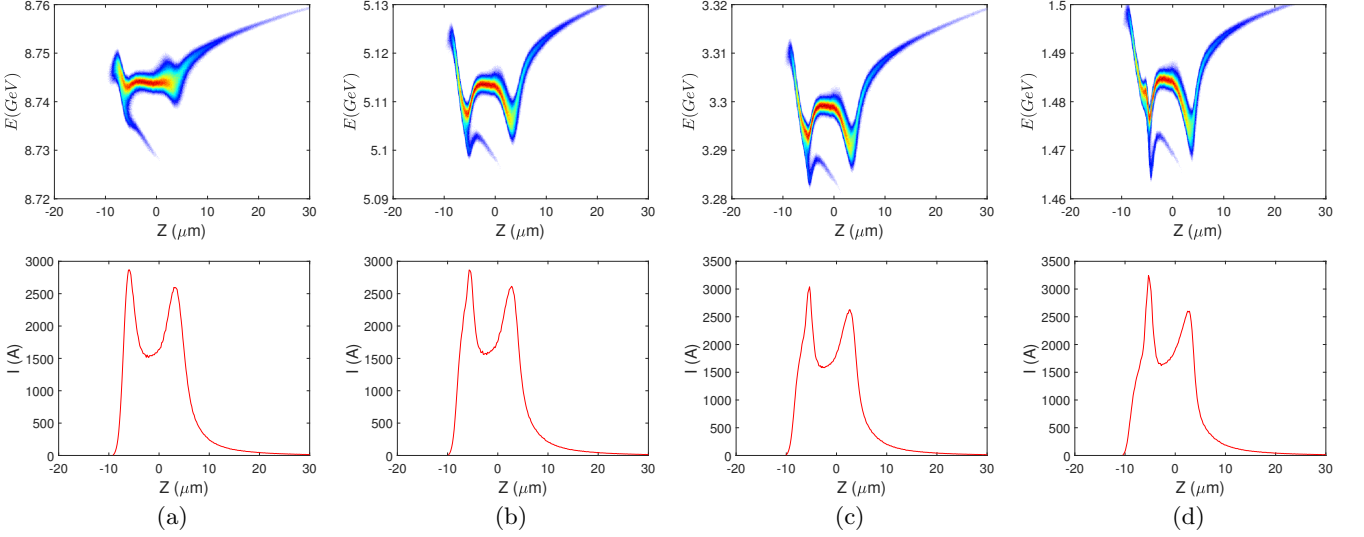 8.76 5.13 3.32 1.5
8.75 5.12 3.31 1.49
E(GeV) E(GeV) E(GeV) E(GeV)
8.74 5.11 3.3 1.48
8.73 5.1 3.29 1.47
8.72 5.09 3.28 1.46
-20 -10 0 10 20 30 -20 -10 0 10 20 30 -20 -10 0 10 20 30 -20 -10 0 10 20 30
Z (μm) Z (μm) Z (μm) Z (μm)
3000 3000 3500 3500
2500 2500 3000 3000
2000 2000 2500 2500
I (A) 1500 I (A) 1500 I (A) 2000 I (A) 2000
1500 1500
1000 1000 1000 1000
500 500 500 500
0 0 0 0
-20 -10 0 10 20 30 -20 -10 0 10 20 30 -20 -10 0 10 20 30 -20 -10 0 10 20 30
Z (μm) Z (μm) Z (μm) Z (μm)
(a) (b) (c) (d)